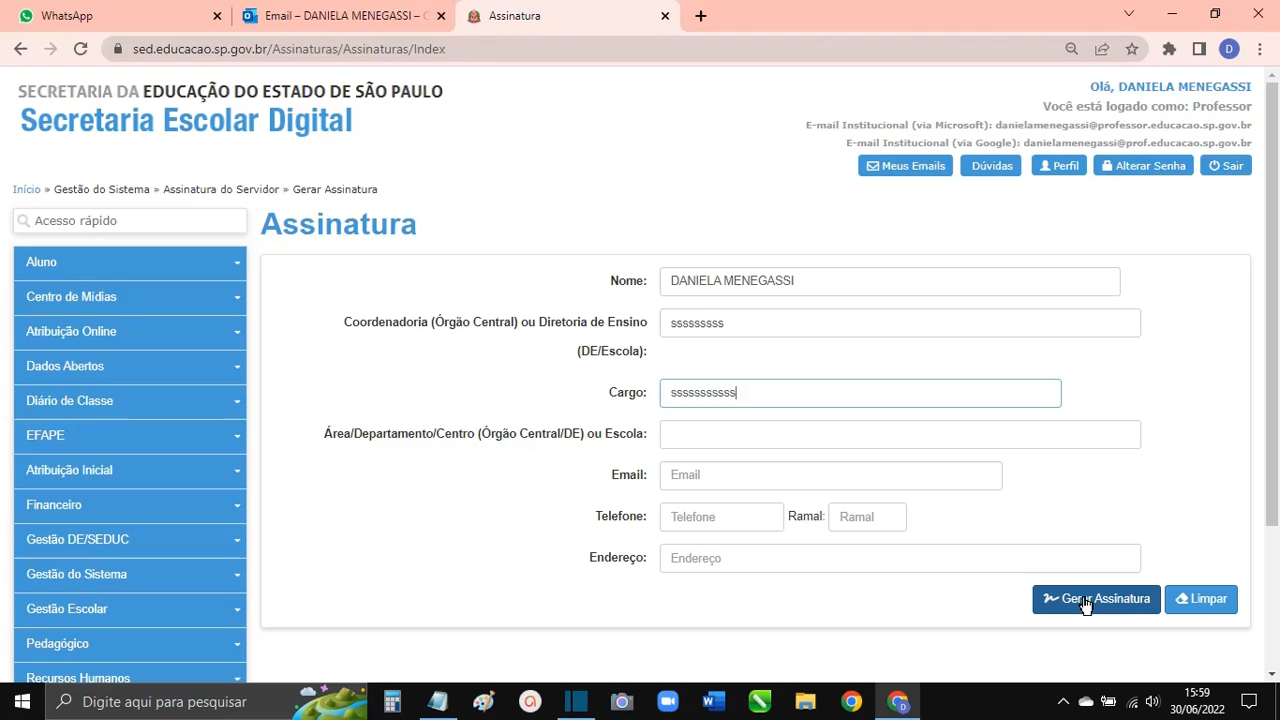 WhatsApp
Email – DANIELA MENEGASSI –
Assinatura
sed.educacao.sp.gov.br/Assinaturas/Assinaturas/Index
D
SECRETARIA DA EDUCAÇÃO DO ESTADO DE SÃO PAULO
Secretaria Escolar Digital
Olá, DANIELA MENEGASSI
Você está logado como: Professor
E-mail Institucional (via Microsoft): danielamenegassi@professor.educacao.sp.gov.br
E-mail Institucional (via Google): danielamenegassi@prof.educacao.sp.gov.br
Meus Emails Dúvidas Perfil Alterar Senha Sair
Início » Gestão do Sistema » Assinatura do Servidor » Gerar Assinatura
Acesso rápido
Aluno
Centro de Mídias
Atribuição Online
Dados Abertos
Diário de Classe
EFAPE
Atribuição Inicial
Financeiro
Gestão DE/SEDUC
Gestão do Sistema
Gestão Escolar
Pedagógico
Recursos Humanos
Assinatura
Nome: DANIELA MENEGASSI
Coordenadoria (Órgão Central) ou Diretoria de Ensino sssssssss
(DE/Escola):
Cargo: sssssssssss
Área/Departamento/Centro (Órgão Central/DE) ou Escola:
Email: Email
Telefone: Telefone Ramal: Ramal
Endereço: Endereço
Gerar Assinatura Limpar
Digite aqui para pesquisar
15:59
30/06/2022